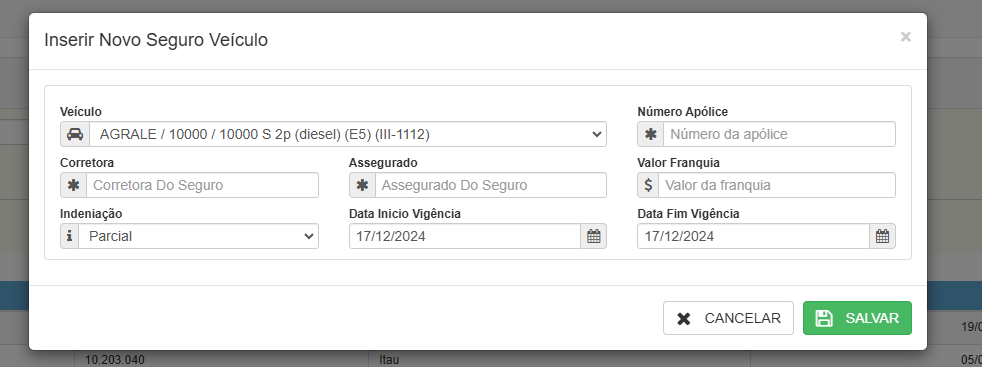 Inserir Novo Seguro Veículo
×
Veículo
Número Apólice
AGRALE / 10000 / 10000 S 2p (diesel) (E5) (III-1112)
Número da apólice
Corretora
Assegurado
Valor Franquia
Corretora Do Seguro
Assegurado Do Seguro
$ Valor da franquia
Indeniação
Data Inicio Vigência
Data Fim Vigência
Parcial
17/12/2024
17/12/2024
CANCELAR
SALVAR
19/0
10.203.040
Itau
05/0